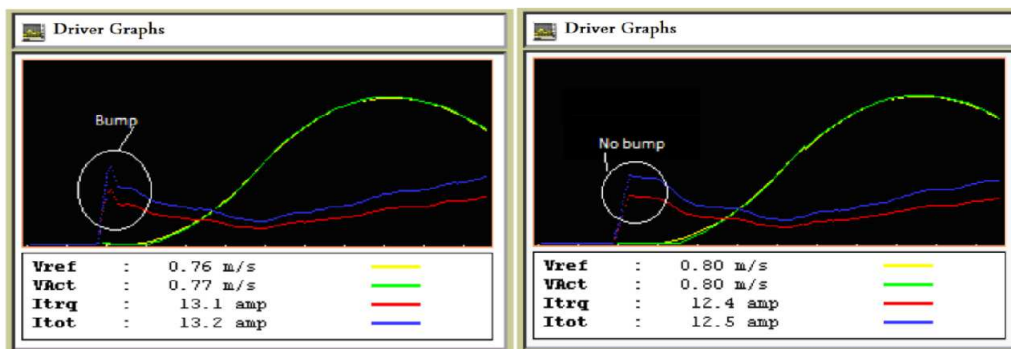 Driver Graphs
Bump
Vref : 0.76 m/s
VAct : 0.77 m/s
Itrq : 13.1 amp
Itot : 13.2 amp
Driver Graphs
No bump
Vref : 0.80 m/s
VAct : 0.80 m/s
Itrq : 12.4 amp
Itot : 12.5 amp